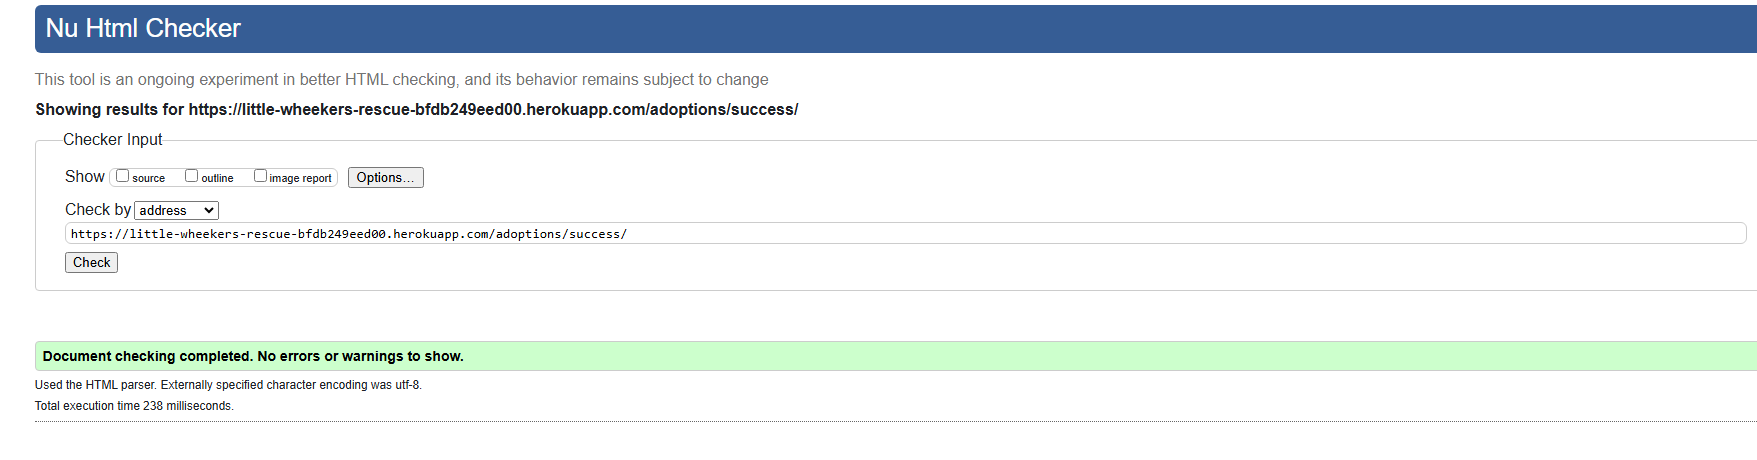 Nu Html Checker
This tool is an ongoing experiment in better HTML checking, and its behavior remains subject to change
Showing results for https://little-wheekers-rescue-bfdb249eed00.herokuapp.com/adoptions/success/
Checker Input
Show source outline image report Options...
Check by address
https://little-wheekers-rescue-bfdb249eed00.herokuapp.com/adoptions/success/
Check
Document checking completed. No errors or warnings to show.
Used the HTML parser. Externally specified character encoding was utf-8.
Total execution time 238 milliseconds.